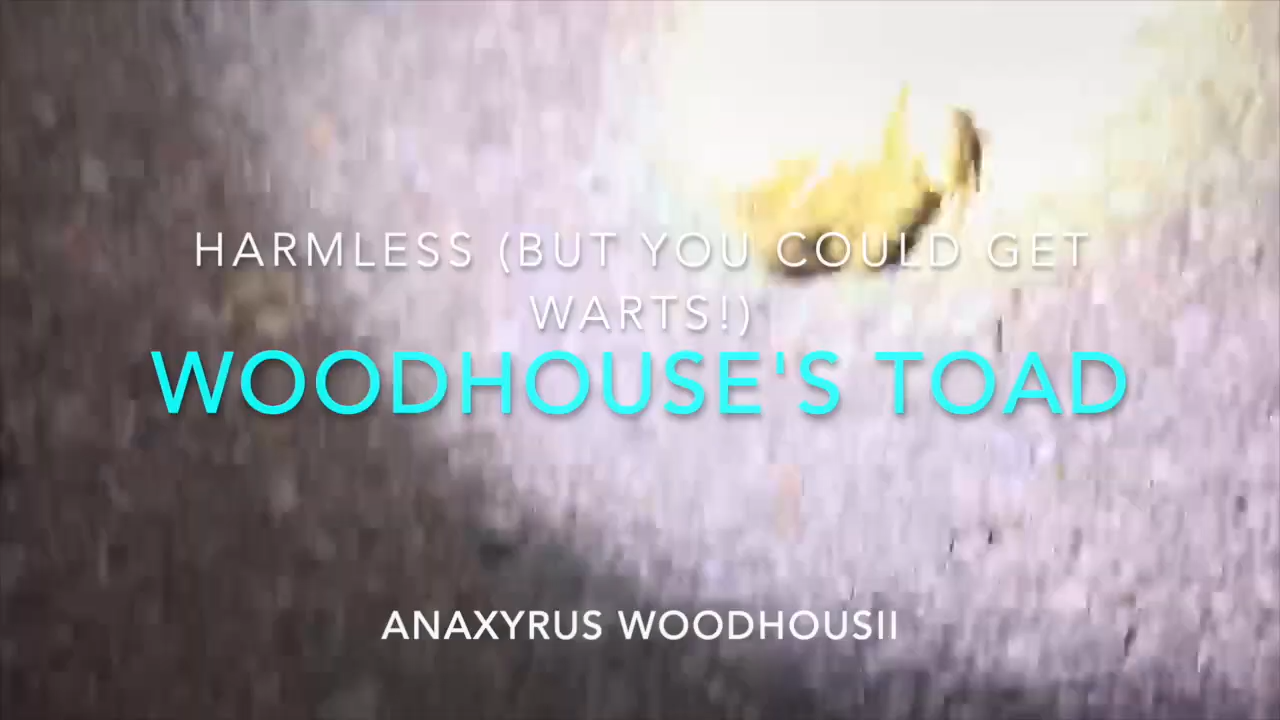 HARMLESS (BUT YOU COULD GET
WARTS!)
WOODHOUSE'S TOAD
ANAXYRUS WOODHOUSII